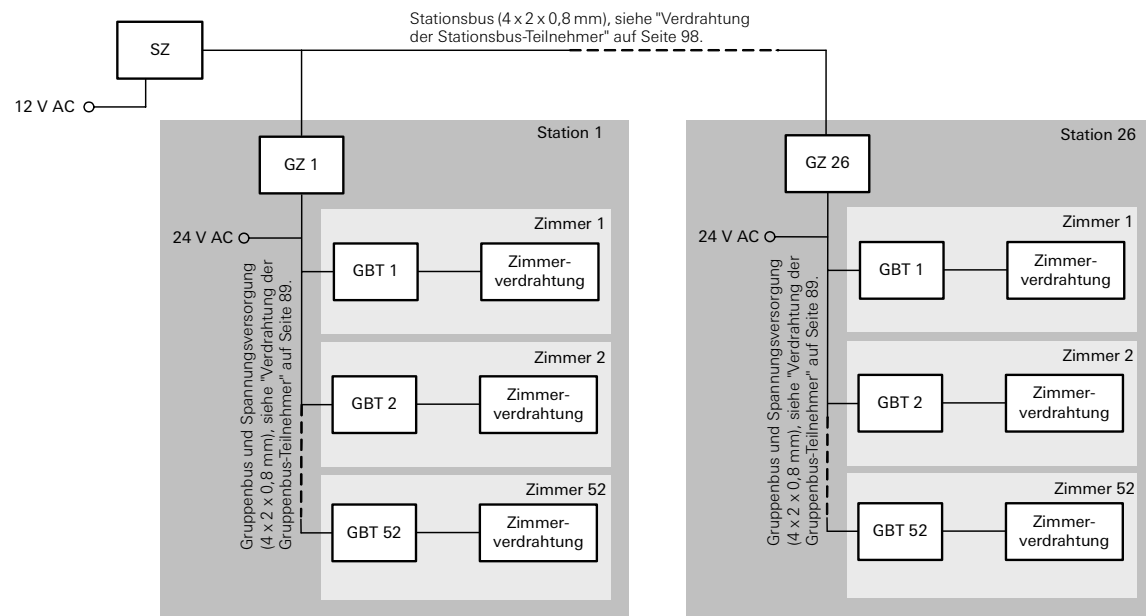 Stationsbus (4 x 2 x 0,8 mm), siehe "Verdrahtung
der Stationsbus-Teilnehmer" auf Seite 98.
SZ
12 V AC
Station 1
GZ 1
24 V AC
Gruppenbus und Spannungsversorgung
(4 x 2 x 0,8 mm), siehe "Verdrahtung der
Gruppenbus-Teilnehmer" auf Seite 89.
Zimmer 1
GBT 1
Zimmer-
verdrahtung
Zimmer 2
GBT 2
Zimmer-
verdrahtung
Zimmer 52
GBT 52
Zimmer-
verdrahtung
Station 26
GZ 26
24 V AC
Gruppenbus und Spannungsversorgung
(4 x 2 x 0,8 mm), siehe "Verdrahtung der
Gruppenbus-Teilnehmer" auf Seite 89.
Zimmer 1
GBT 1
Zimmer-
verdrahtung
Zimmer 2
GBT 2
Zimmer-
verdrahtung
Zimmer 52
GBT 52
Zimmer-
verdrahtung